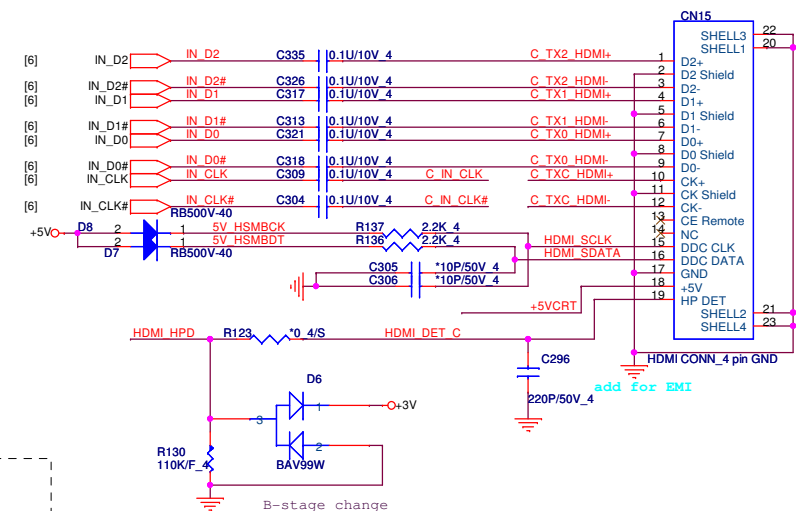 CN15
[6] IN_D2 IN_D2 C335 0.1U/10V_4 C_TX2_HDMI+ 1 D2+ SHELL3 22
SHELL1 20
2 D2 Shield
[6] IN_D2# IN_D2# C326 0.1U/10V_4 C_TX2_HDMI- 3 D2-
[6] IN_D1 IN_D1 C317 0.1U/10V_4 C_TX1_HDMI+ 4 D1+
5 D1 Shield
[6] IN_D1# IN_D1# C313 0.1U/10V_4 C_TX1_HDMI- 6 D1-
[6] IN_D0 IN_D0 C321 0.1U/10V_4 C_TX0_HDMI+ 7 D0+
8 D0 Shield
[6] IN_D0# IN_D0# C318 0.1U/10V_4 C_TX0_HDMI- 9 D0-
[6] IN_CLK IN_CLK C309 0.1U/10V_4 C_IN_CLK C_TXC_HDMI+ 10 CK+
11 CK Shield
[6] IN_CLK# IN_CLK# C304 0.1U/10V_4 C_IN_CLK# C_TXC_HDMI- 12 CK-
RB500V-40
13 CE Remote
+5V D8 2 1 5V_HSMBCK R137 2.2K_4
14 NC
D7 2 1 5V_HSMBDT R136 2.2K_4
RB500V-40
HDMI_SCLK 15 DDC CLK
HDMI_SDATA 16 DDC DATA
C305 *10P/50V_4
17 GND
C306 *10P/50V_4
18 +5V
+5VCRT
19 HP DET
SHELL2 21
SHELL4 23
HDMI_HPD R123 *0_4/S HDMI_DET_C
HDMI CONN_4 pin GND
C296
220P/50V_4
add for EMI
D6
1 +3V
3
2
BAV99W
R130
110K/F_4
B-stage change